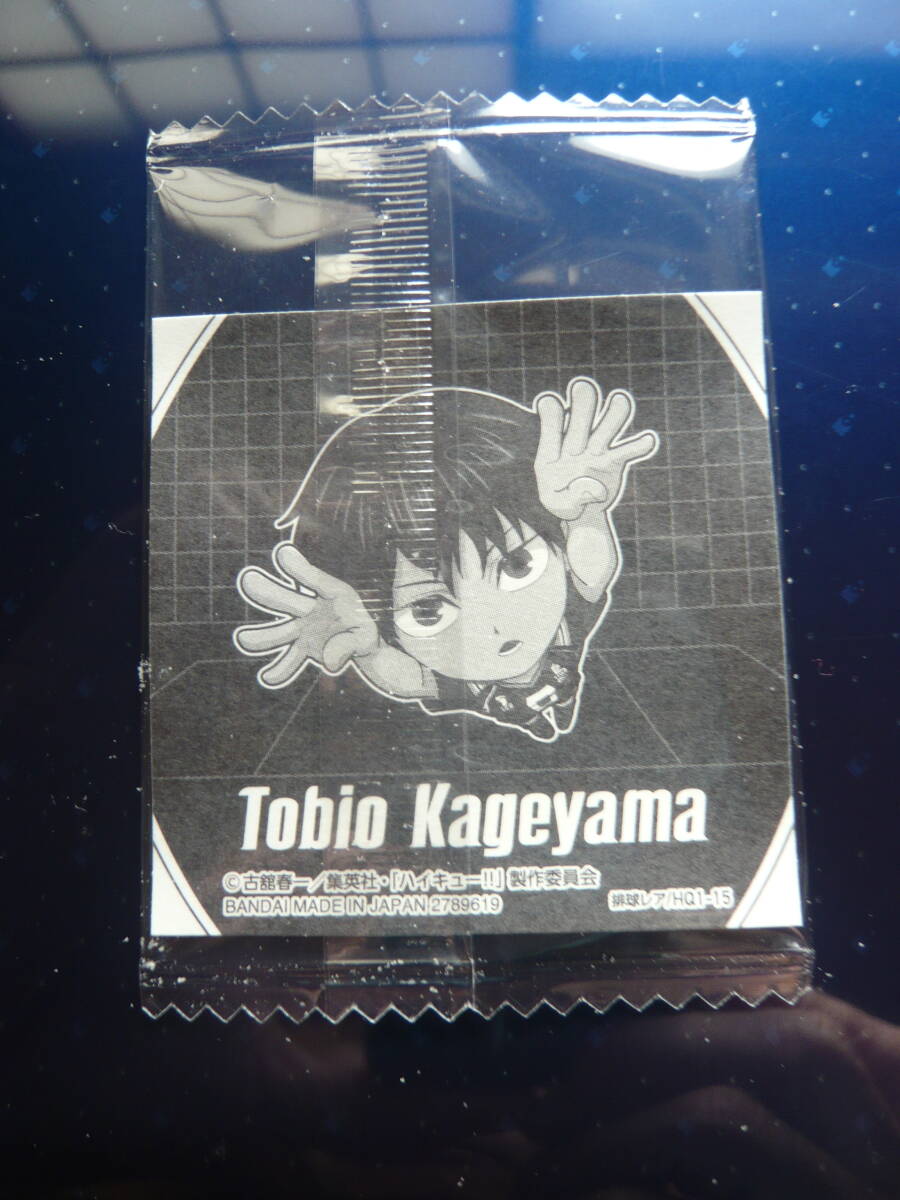 Tobio Kageyama
©古舘春一／集英社・「ハイキュー!!」製作委員会
BANDAI MADE IN JAPAN 2789619
排球レア/HQ1-15